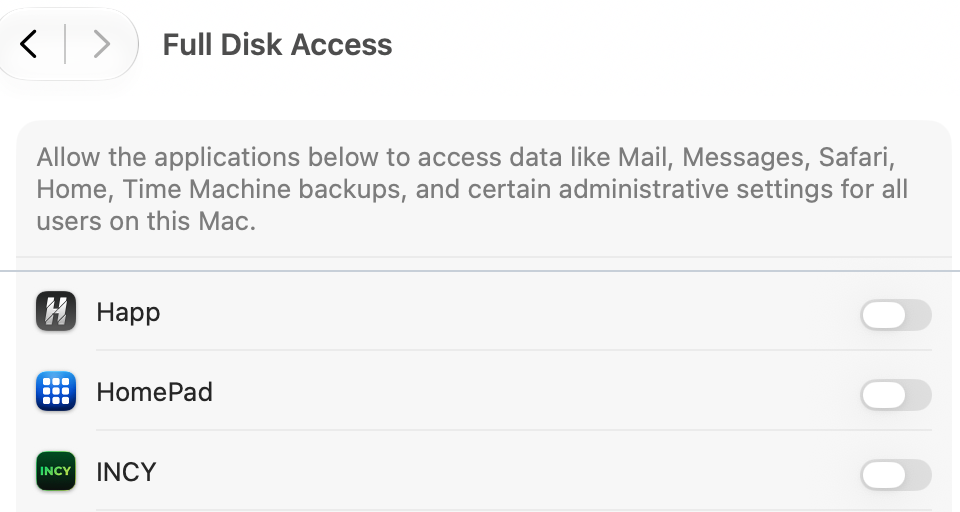 Full Disk Access
Allow the applications below to access data like Mail, Messages, Safari,
Home, Time Machine backups, and certain administrative settings for all
users on this Mac.
Happ
HomePad
INCY
INCY